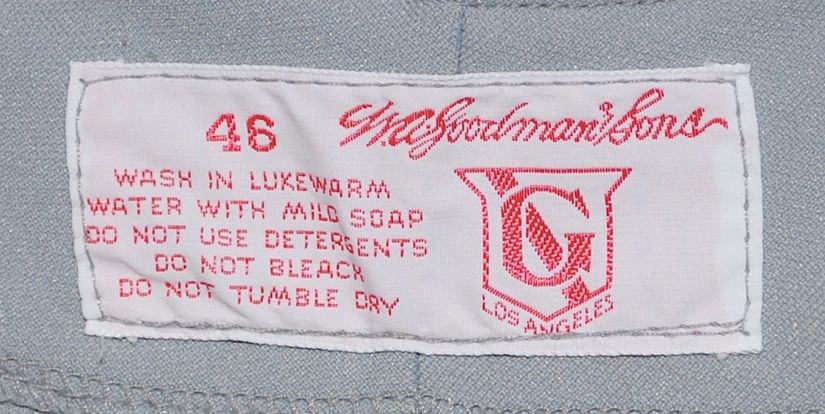 46
WASH IN LUKEWARM
WATER WITH MILD SOAP
DO NOT USE DETERGENTS
DO NOT BLEACH
DO NOT TUMBLE DRY
Wm Goodman & Sons
G
LOS ANGELES